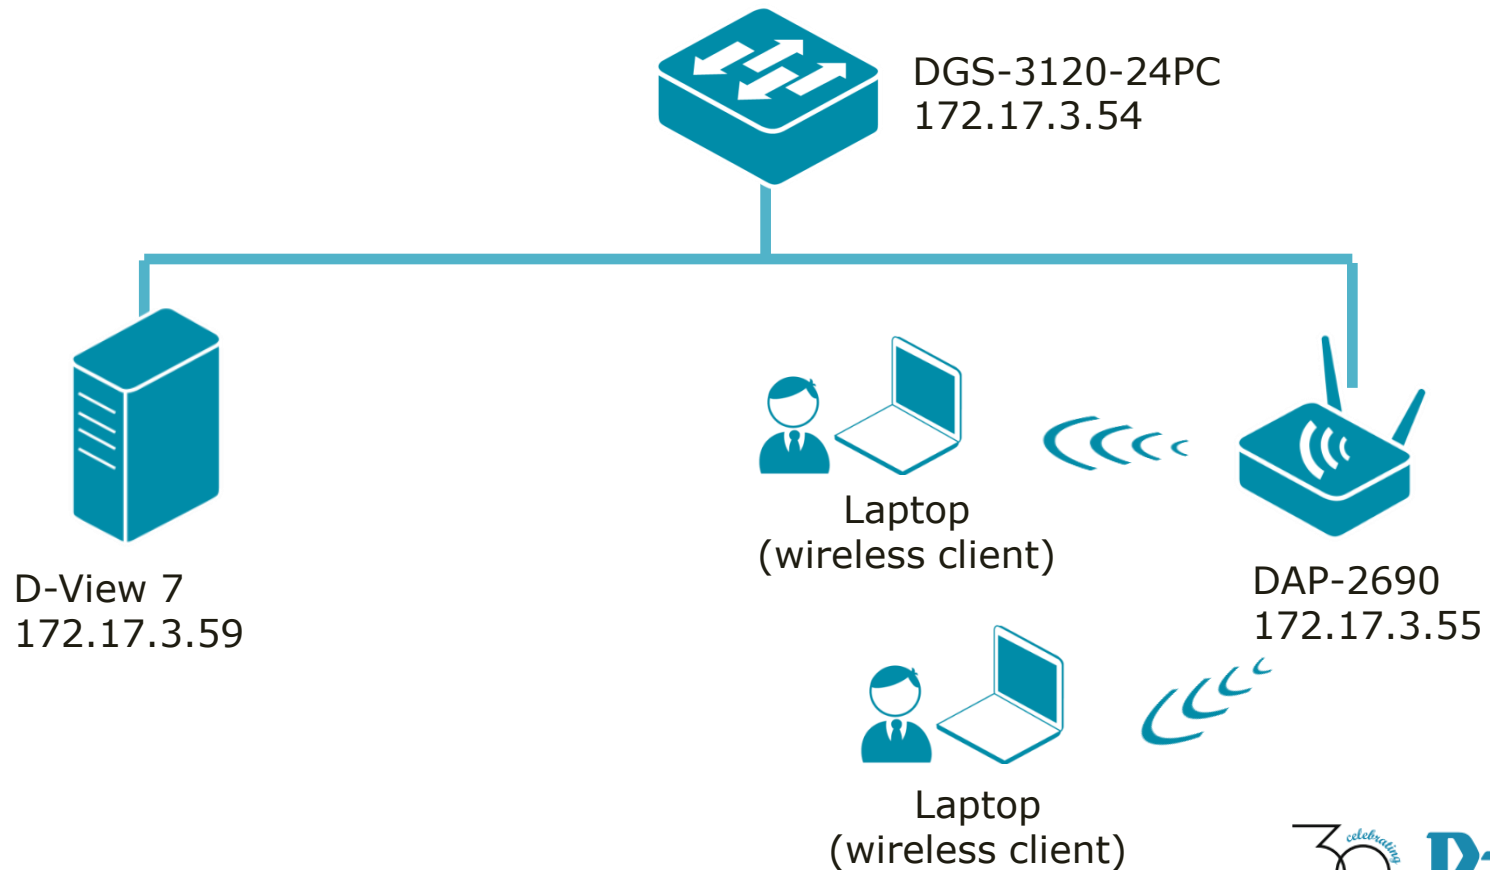 DGS-3120-24PC
172.17.3.54
Laptop
(wireless client)
D-View 7
172.17.3.59
DAP-2690
172.17.3.55
Laptop
(wireless client)
30
celebrating